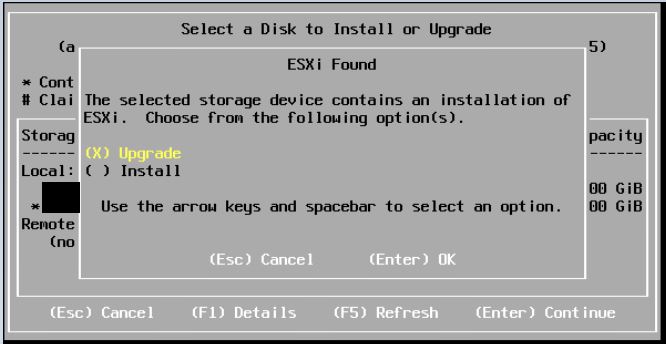 Select a Disk to Install or Upgrade
(a 5)
ESXi Found
* Cont
# Clai
The selected storage device contains an installation of
ESXi. Choose from the following option(s).
Storag pacity
------ ------
(X) Upgrade
Local:
( ) Install
00 GiB
* 00 GiB
Use the arrow keys and spacebar to select an option.
Remote
(no
(Esc) Cancel (Enter) OK
(Esc) Cancel (F1) Details (F5) Refresh (Enter) Continue